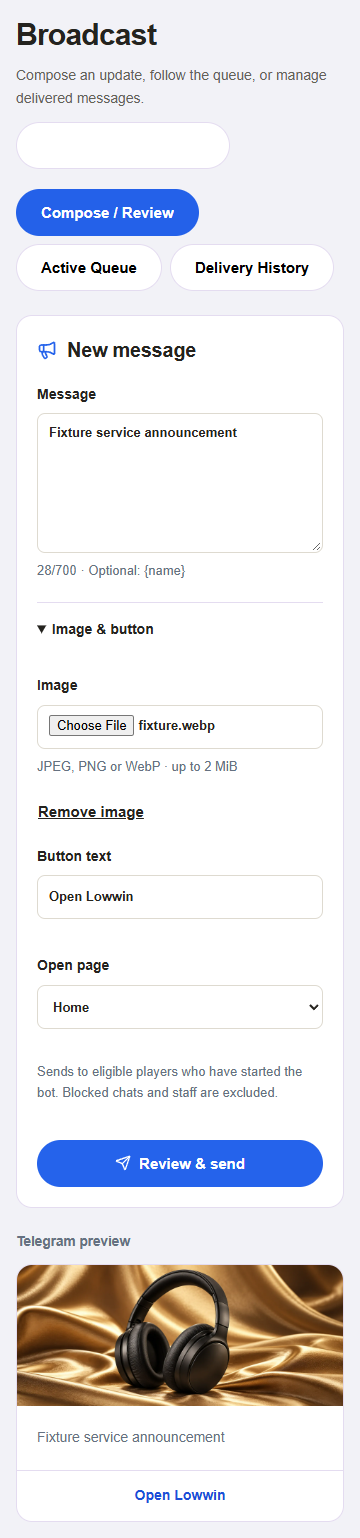 Broadcast
Compose an update, follow the queue, or manage
delivered messages.
Compose / Review
Active Queue
Delivery History
New message
Message
Fixture service announcement
28/700 · Optional: {name}
▼ Image & button
Image
Choose File fixture.webp
JPEG, PNG or WebP · up to 2 MiB
Remove image
Button text
Open Lowwin
Open page
Home
Sends to eligible players who have started the
bot. Blocked chats and staff are excluded.
Review & send
Telegram preview
Fixture service announcement
Open Lowwin